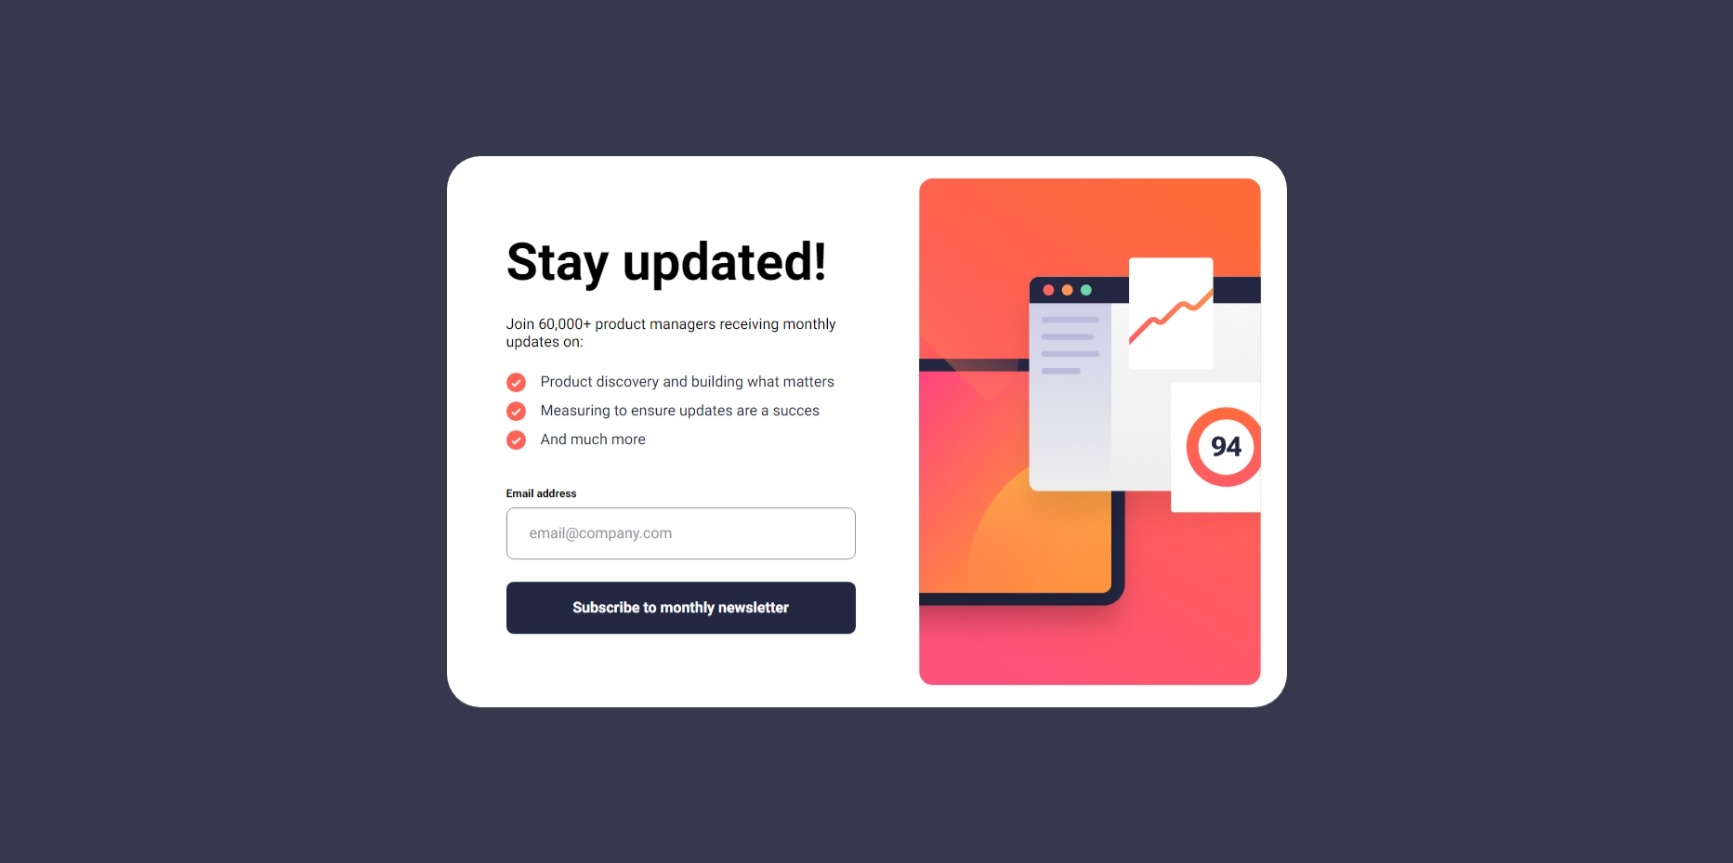 Stay updated!
Join 60,000+ product managers receiving monthly
updates on:
Product discovery and building what matters
Measuring to ensure updates are a succes
And much more
Email address
email@company.com
Subscribe to monthly newsletter
94